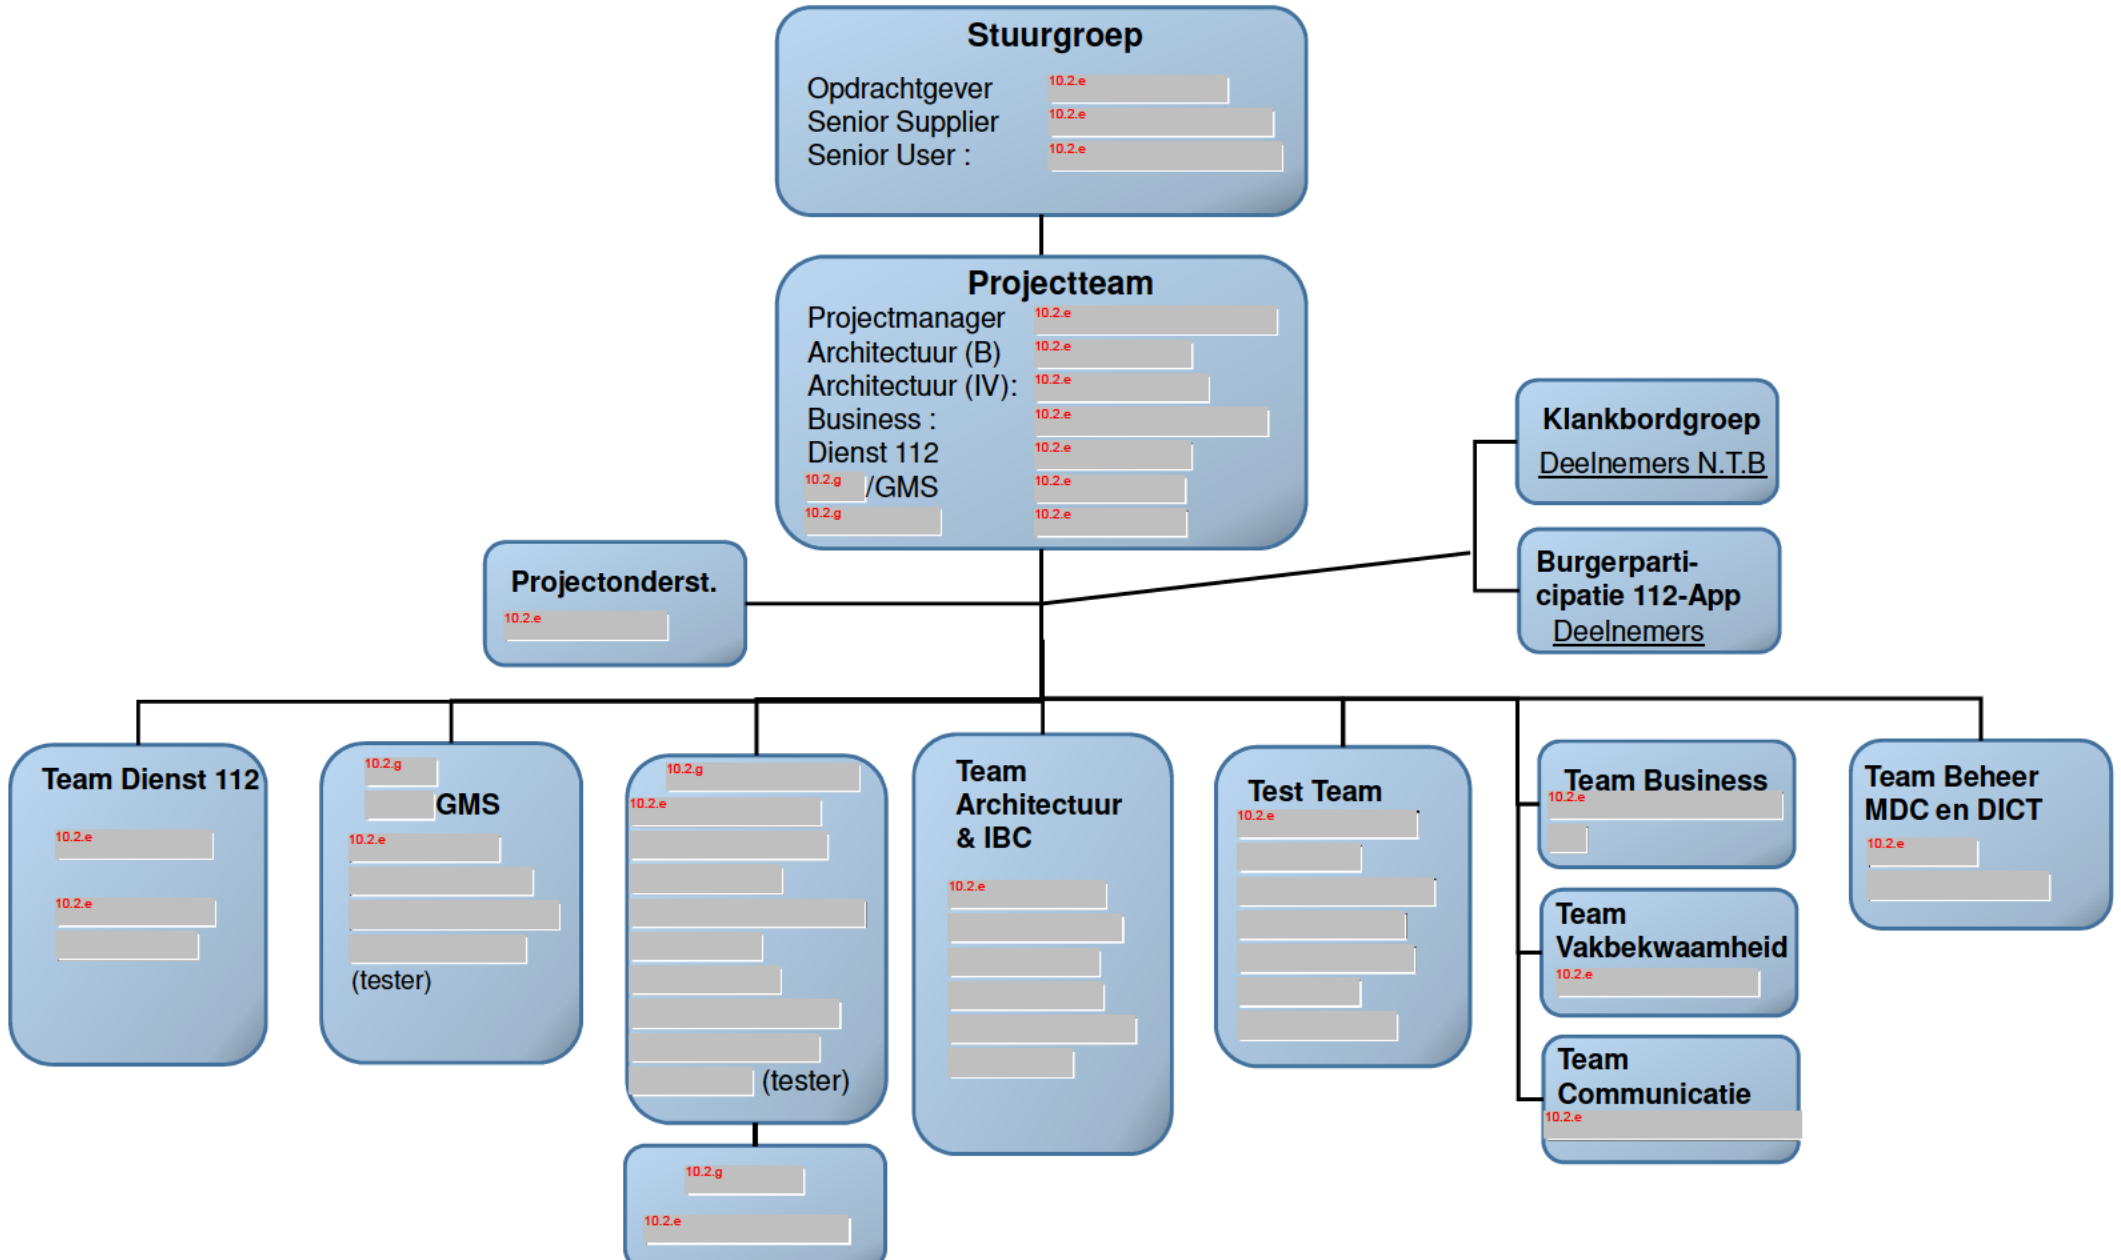 Stuurgroep
Opdrachtgever 10.2.e
Senior Supplier 10.2.e
Senior User : 10.2.e
Projectteam
Projectmanager 10.2.e
Architectuur (B) 10.2.e
Architectuur (IV): 10.2.e
Business : 10.2.e
Dienst 112 10.2.e
10.2.g /GMS 10.2.e
10.2.g 10.2.e
Klankbordgroep
Deelnemers N.T.B
Burgerparti-
cipatie 112-App
Deelnemers
Projectonderst.
10.2.e
Team Dienst 112
10.2.e
10.2.e
10.2.g
GMS
10.2.e
(tester)
10.2.g
10.2.e
(tester)
10.2.g
10.2.e
Team
Architectuur
& IBC
10.2.e
Test Team
10.2.e
Team Business
10.2.e
Team
Vakbekwaamheid
10.2.e
Team
Communicatie
10.2.e
Team Beheer
MDC en DICT
10.2.e